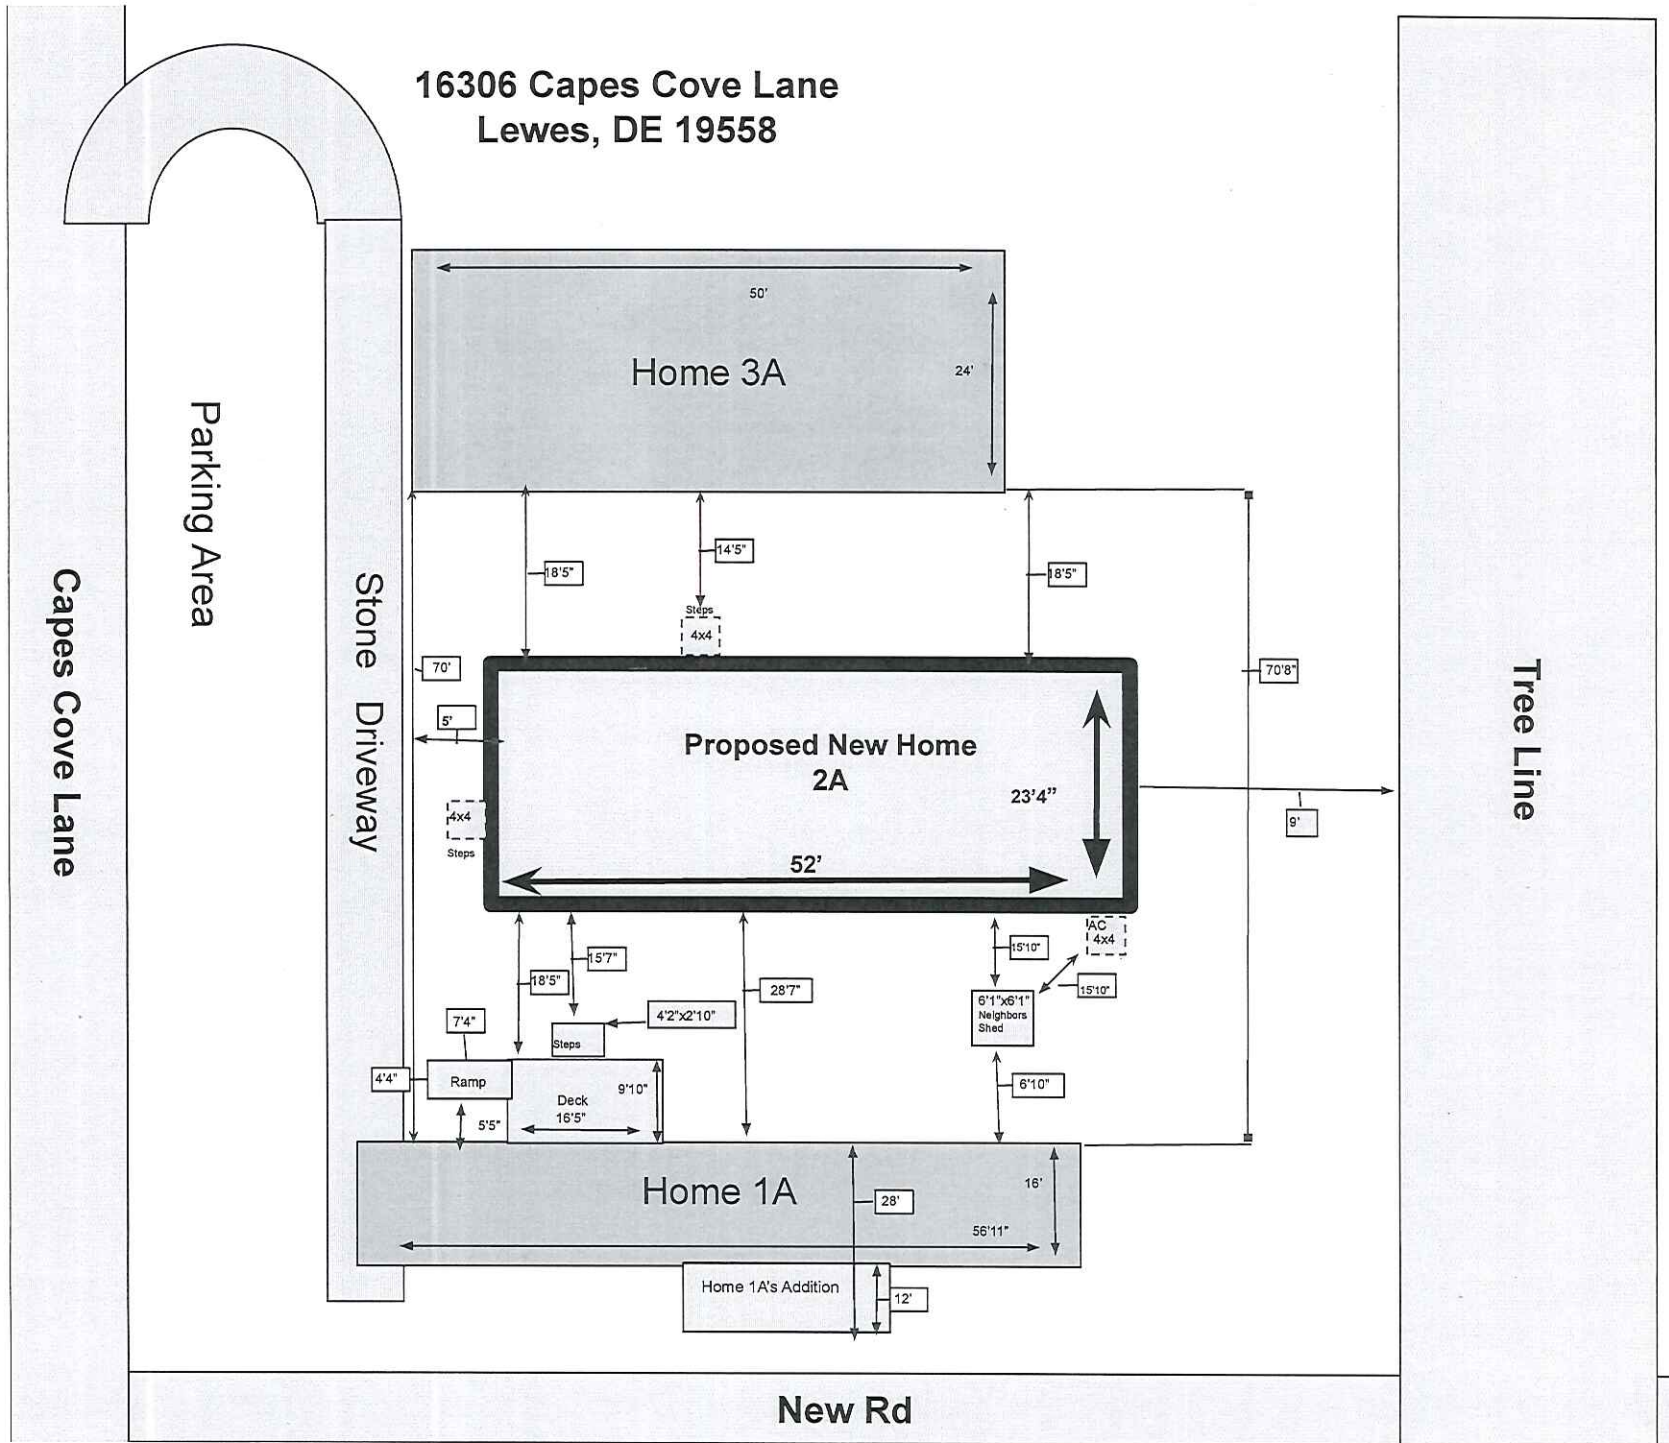 16306 Capes Cove Lane
Lewes, DE 19558
50'
Home 3A
24'
Parking Area
Capes Cove Lane
Stone Driveway
Tree Line
18'5"
14'5"
18'5"
Steps
4x4
70'
70'8"
5'
Proposed New Home
2A
23'4”
9'
4x4
Steps
52’
AC
4x4
15'10"
15'7"
18'5"
28'7"
15'10"
6'1"x6'1"
Neighbors
Shed
4'2"x2'10"
7'4"
Steps
4'4"
Ramp
9'10"
6'10"
Deck
16'5"
5'5"
Home 1A
16'
28'
56'11"
Home 1A's Addition
12'
New Rd